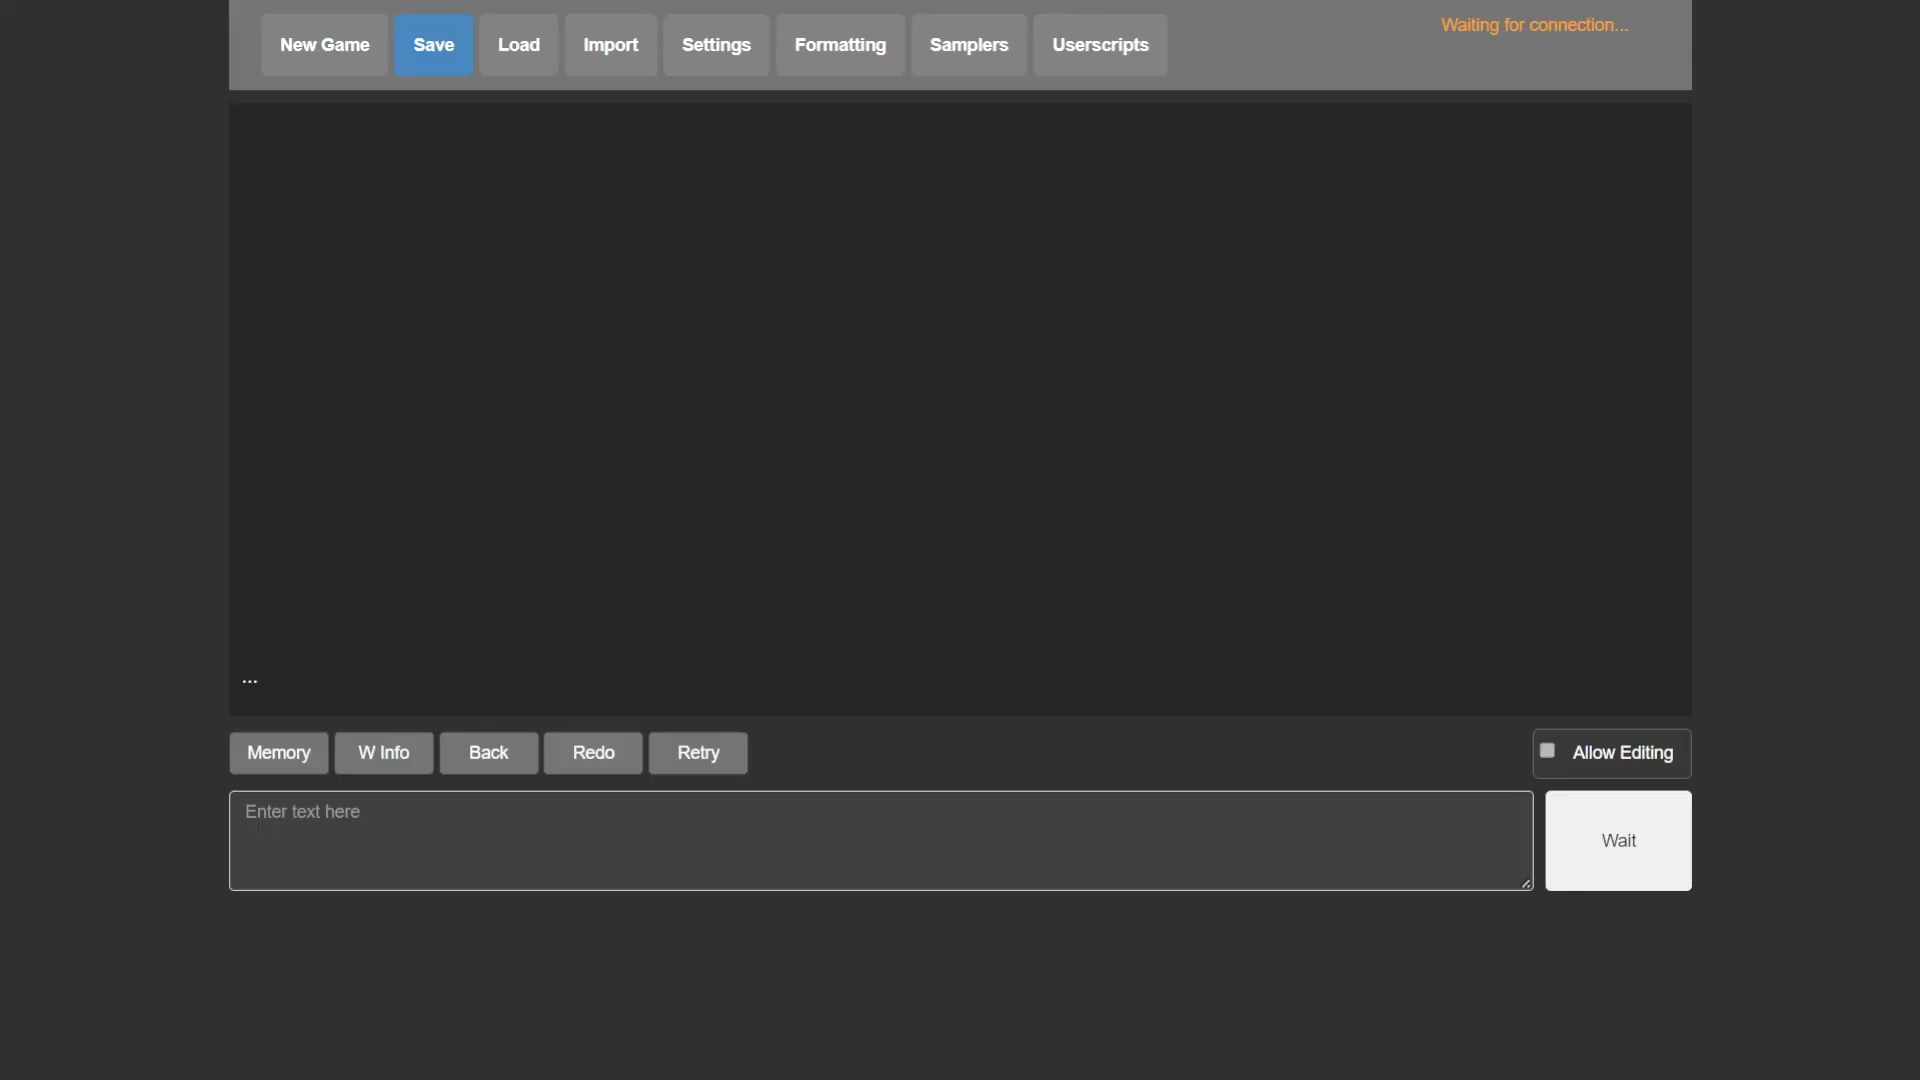 New Game Save Load Import Settings Formatting Samplers Userscripts Waiting for connection...
...
Memory W Info Back Redo Retry Allow Editing
Enter text here
Wait